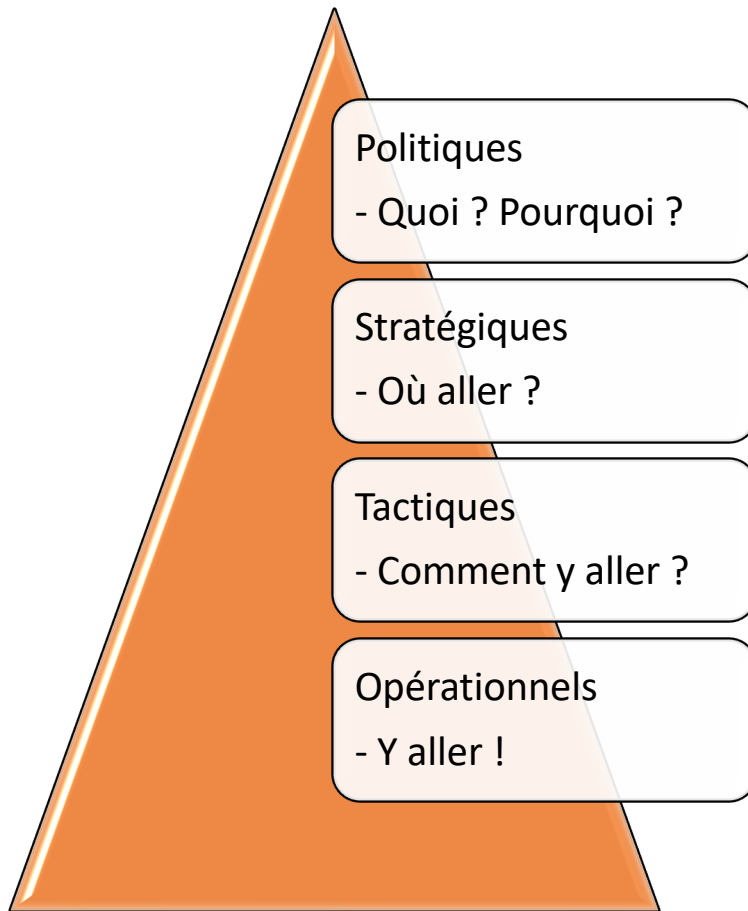 Politiques
- Quoi ? Pourquoi ?
Stratégiques
- Où aller ?
Tactiques
- Comment y aller ?
Opérationnels
- Y aller !